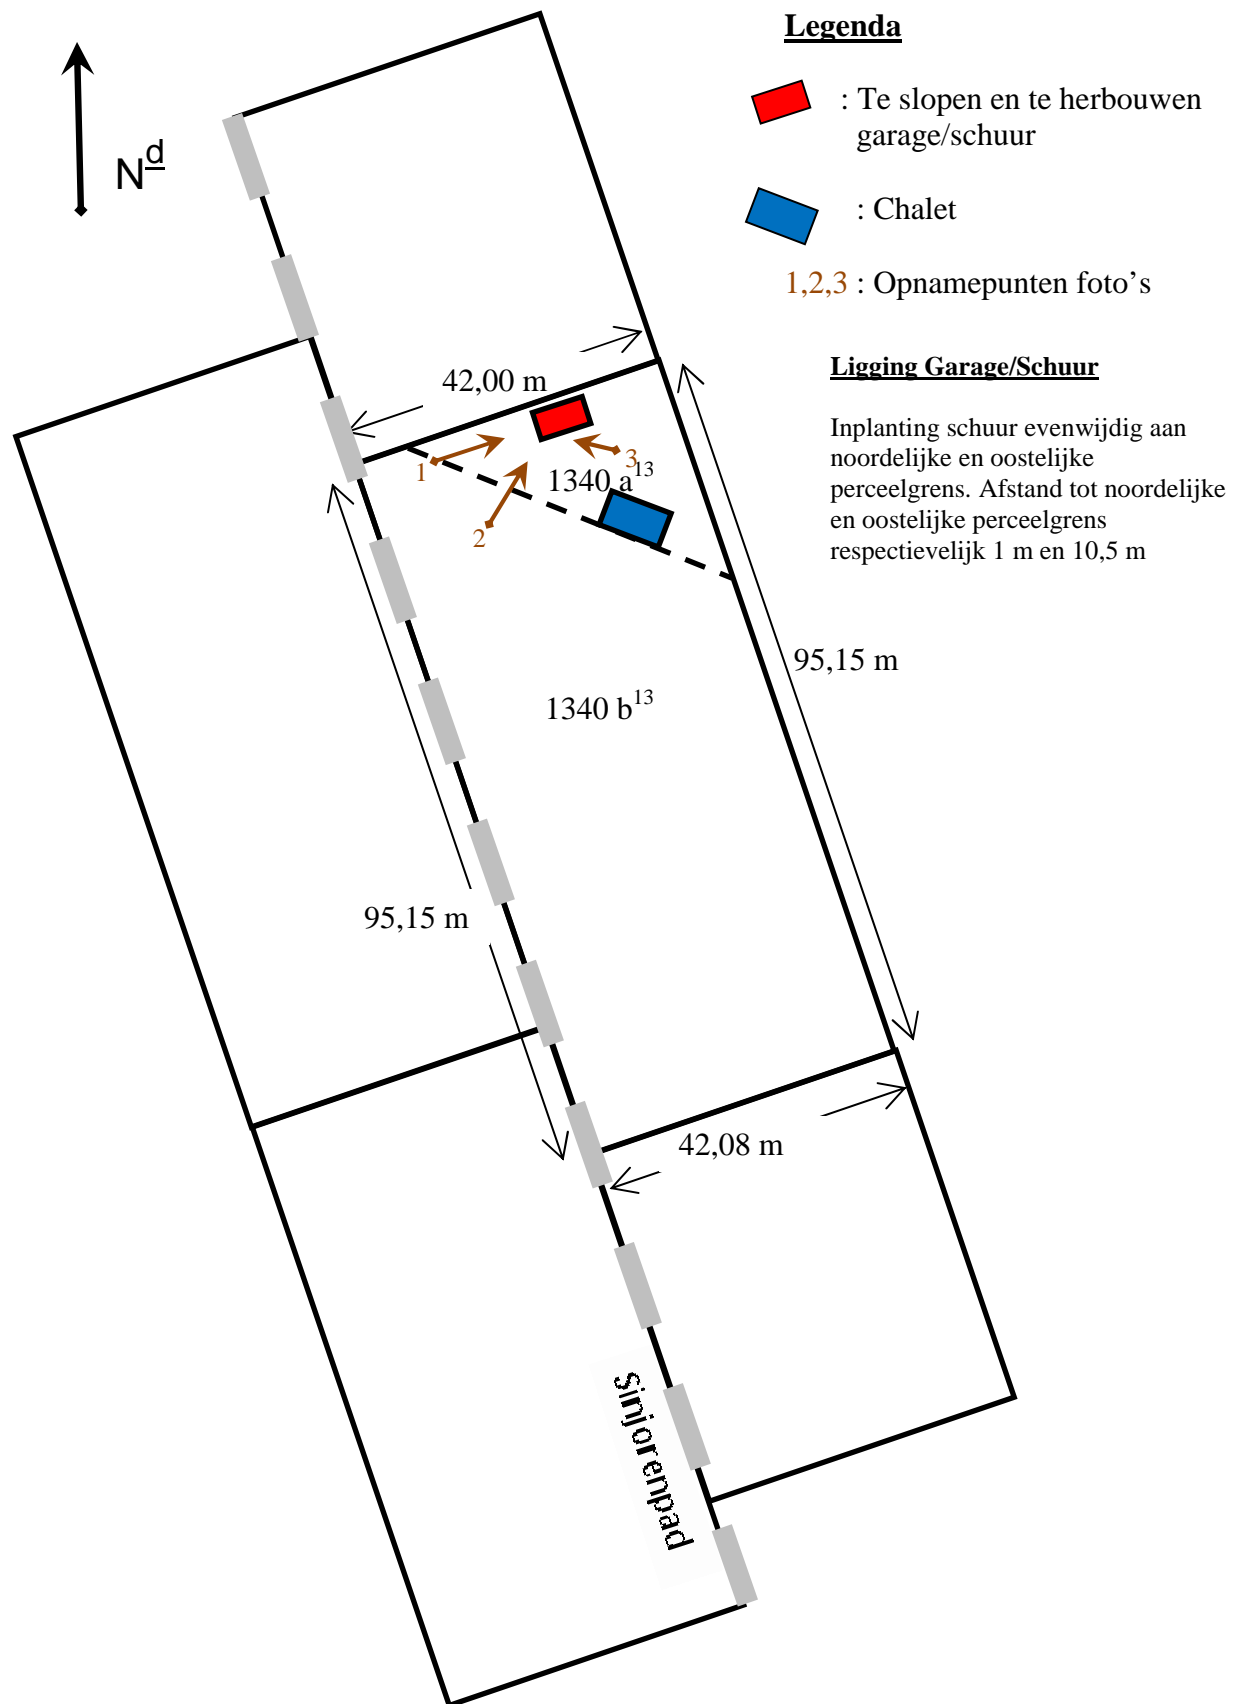 Legenda
: Te slopen en te herbouwen
garage/schuur
N^d
: Chalet
1,2,3 : Opnamepunten foto’s
Ligging Garage/Schuur
42,00 m
Inplanting schuur evenwijdig aan
noordelijke en oostelijke
perceelgrens. Afstand tot noordelijke
en oostelijke perceelgrens
respectievelijk 1 m en 10,5 m
1
3
1340 a¹³
2
95,15 m
1340 b¹³
95,15 m
42,08 m
Sinjorenpad